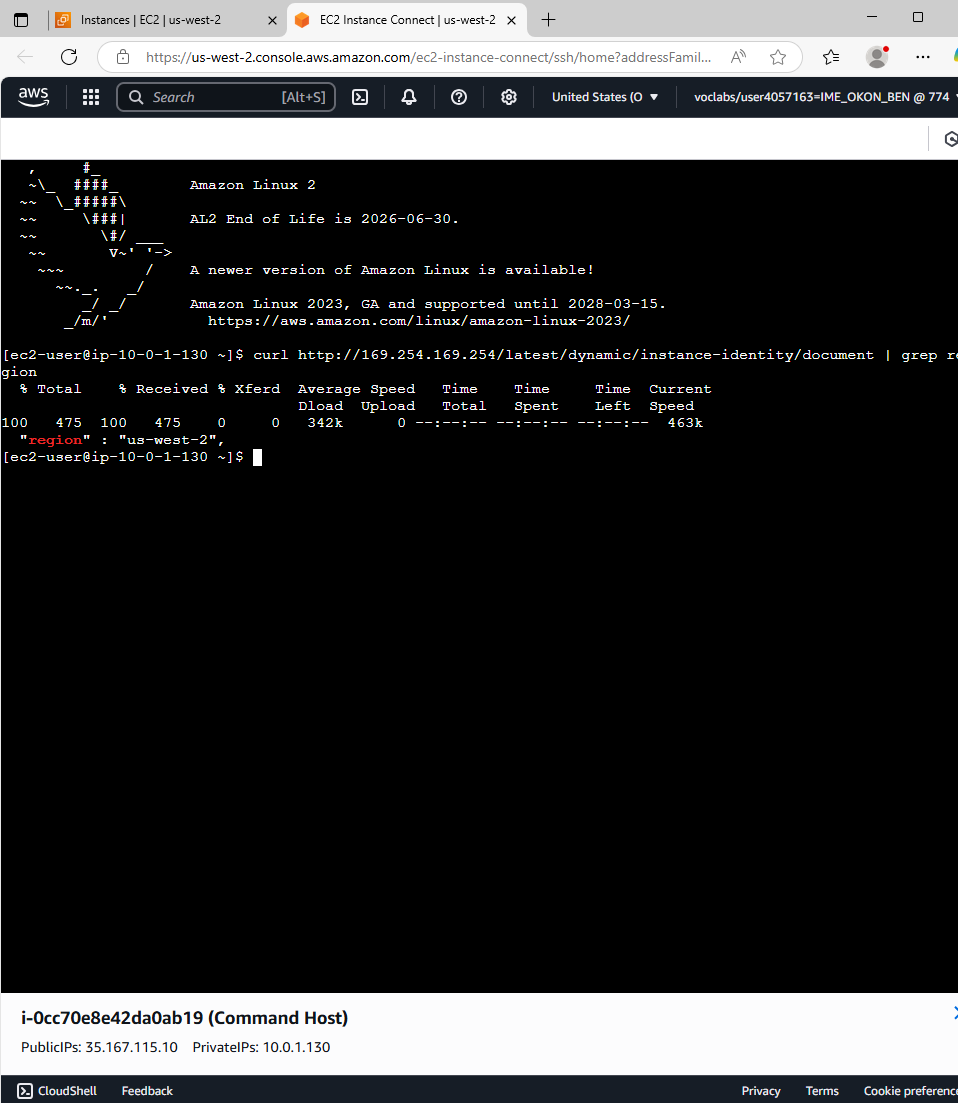 Instances | EC2 | us-west-2
EC2 Instance Connect | us-west-2
https://us-west-2.console.aws.amazon.com/ec2-instance-connect/ssh/home?addressFamil...
aws
Search [Alt+S]
United States (O
voclabs/user4057163=IME_OKON_BEN @ 774
   ,     #_
   ~\_  ####_        Amazon Linux 2
  ~~  \_#####\
  ~~     \###|       AL2 End of Life is 2026-06-30.
  ~~       \#/ ___
   ~~       V~' '->
    ~~~         /    A newer version of Amazon Linux is available!
      ~~._.   _/
         _/ _/       Amazon Linux 2023, GA and supported until 2028-03-15.
       _/m/'           https://aws.amazon.com/linux/amazon-linux-2023/
[ec2-user@ip-10-0-1-130 ~]$ curl http://169.254.169.254/latest/dynamic/instance-identity/document | grep re
gion
  % Total    % Received % Xferd  Average Speed   Time    Time     Time  Current
                                 Dload  Upload   Total   Spent    Left  Speed
100   475  100   475    0     0   342k      0 --:--:-- --:--:-- --:--:--  463k
  "region" : "us-west-2",
[ec2-user@ip-10-0-1-130 ~]$
i-0cc70e8e42da0ab19 (Command Host)
PublicIPs: 35.167.115.10 PrivateIPs: 10.0.1.130
CloudShell Feedback Privacy Terms Cookie preference